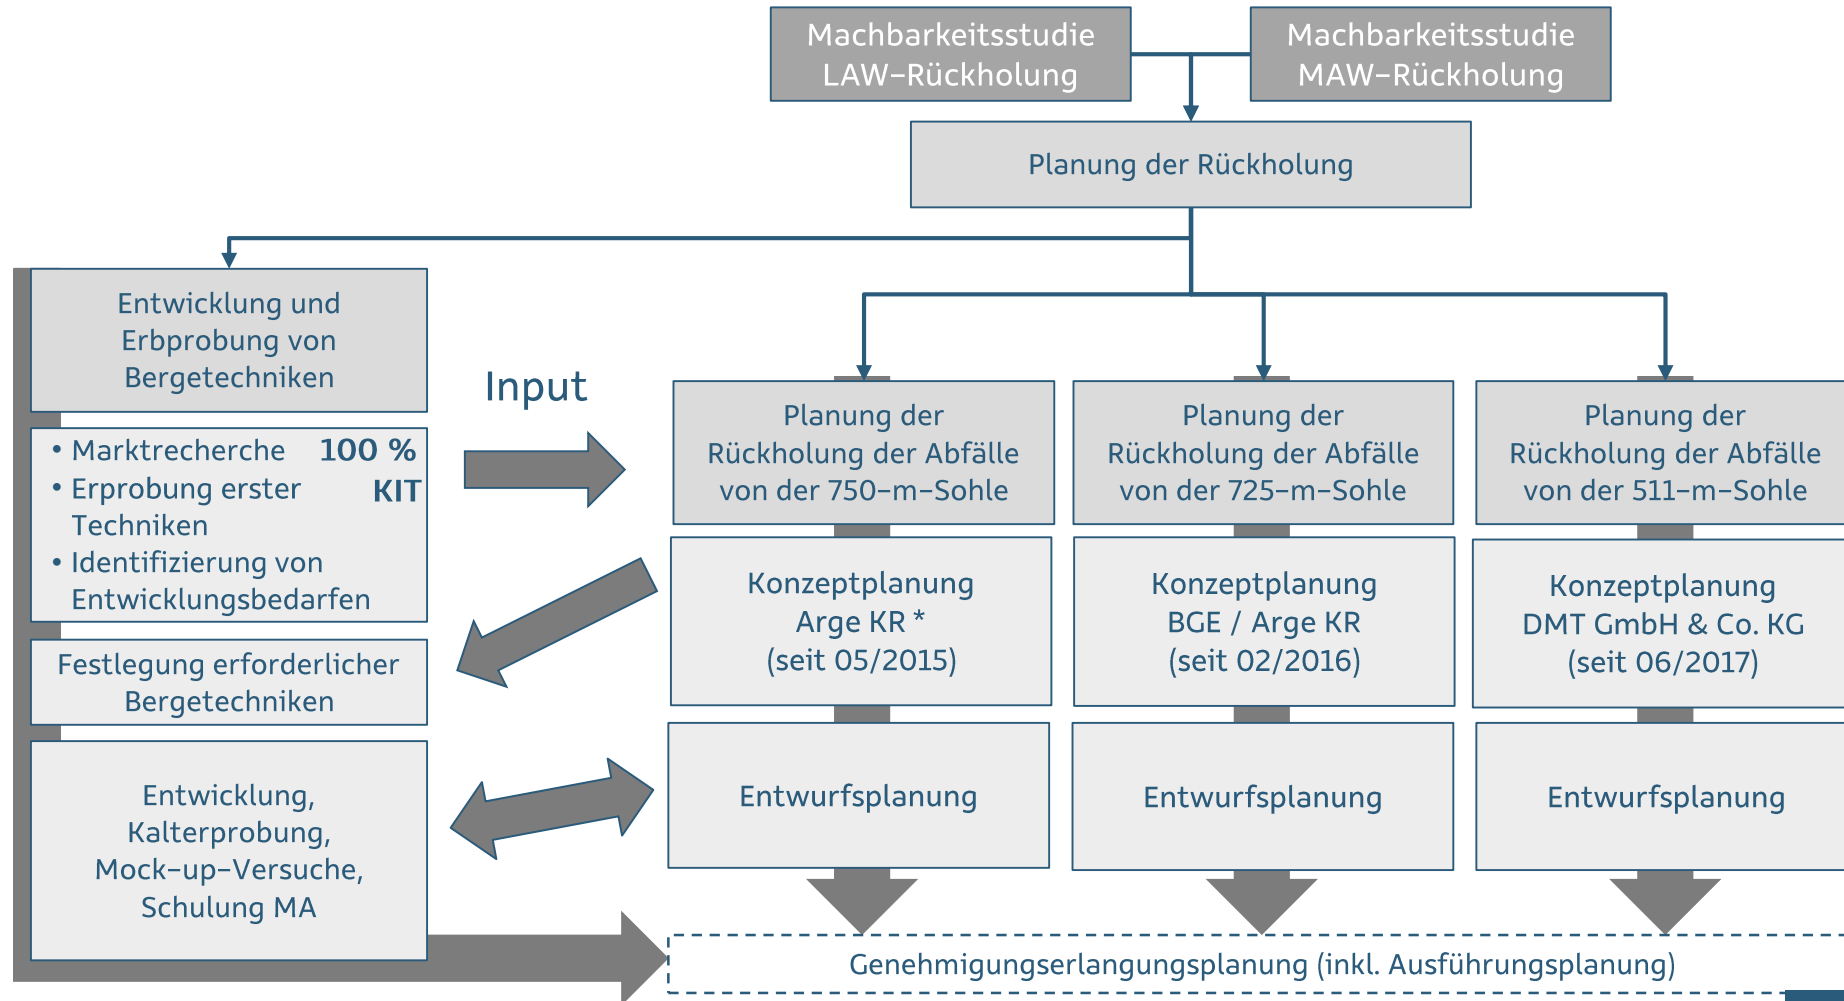 Machbarkeitsstudie
LAW-Rückholung
Machbarkeitsstudie
MAW-Rückholung
Planung der Rückholung
Entwicklung und
Erbprobung von
Bergetechniken
Input
• Marktrecherche 100 %
• Erprobung erster KIT
Techniken
• Identifizierung von
Entwicklungsbedarfen
Festlegung erforderlicher
Bergetechniken
Entwicklung,
Kalterprobung,
Mock-up-Versuche,
Schulung MA
Planung der
Rückholung der Abfälle
von der 750-m-Sohle
Konzeptplanung
Arge KR *
(seit 05/2015)
Entwurfsplanung
Planung der
Rückholung der Abfälle
von der 725-m-Sohle
Konzeptplanung
BGE / Arge KR
(seit 02/2016)
Entwurfsplanung
Planung der
Rückholung der Abfälle
von der 511-m-Sohle
Konzeptplanung
DMT GmbH & Co. KG
(seit 06/2017)
Entwurfsplanung
Genehmigungserlangungsplanung (inkl. Ausführungsplanung)